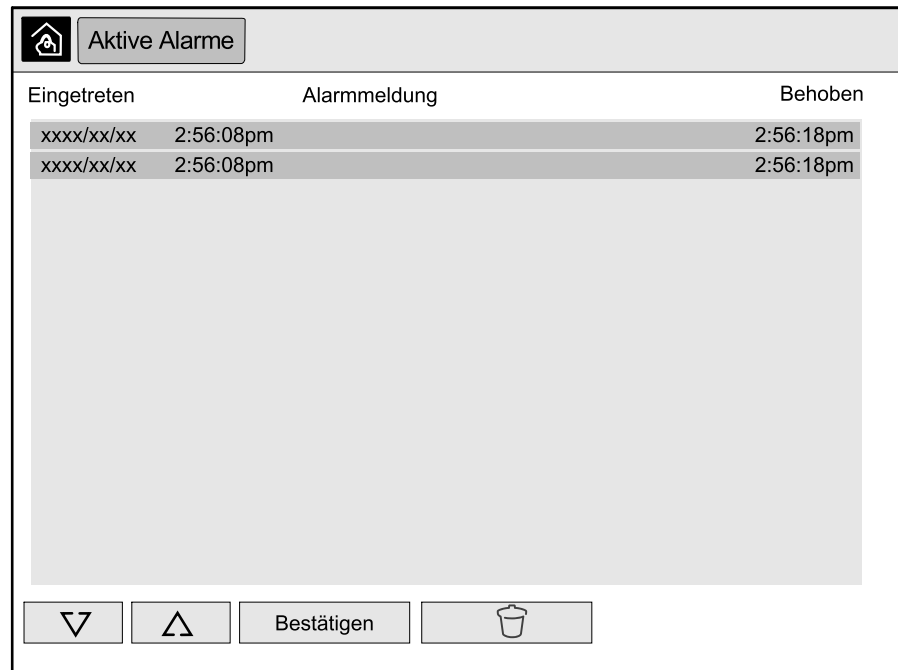 Aktive Alarme
Eingetreten Alarmmeldung Behoben
xxxx/xx/xx 2:56:08pm 2:56:18pm
xxxx/xx/xx 2:56:08pm 2:56:18pm
Bestätigen